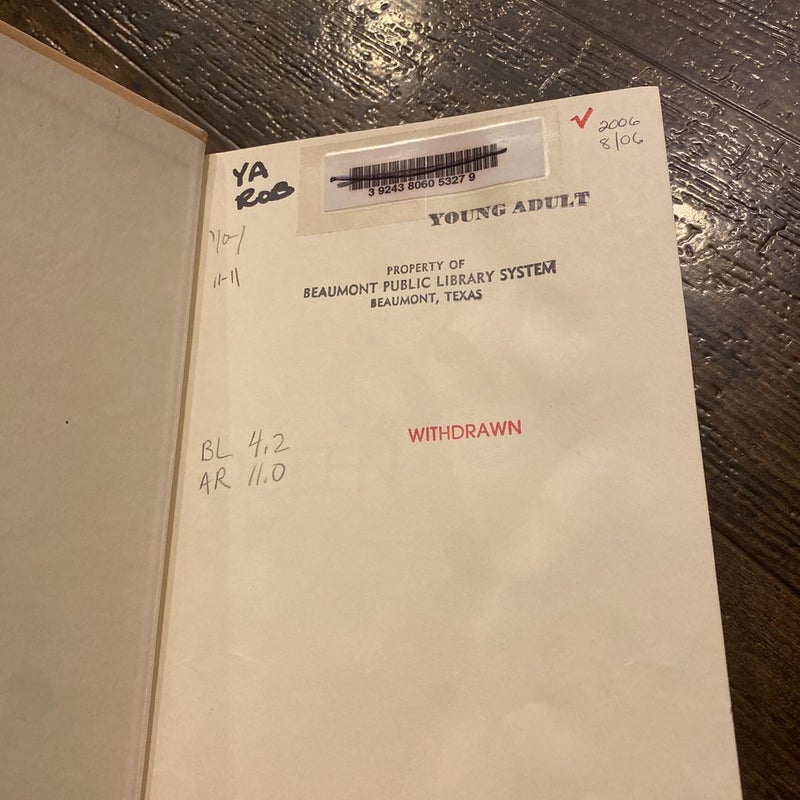 YA
ROB
3 9243 8060 5327 9
✓ 2006
8/06
YOUNG ADULT
11-11
PROPERTY OF
BEAUMONT PUBLIC LIBRARY SYSTEM
BEAUMONT, TEXAS
WITHDRAWN
BL 4.2
AR 11.0